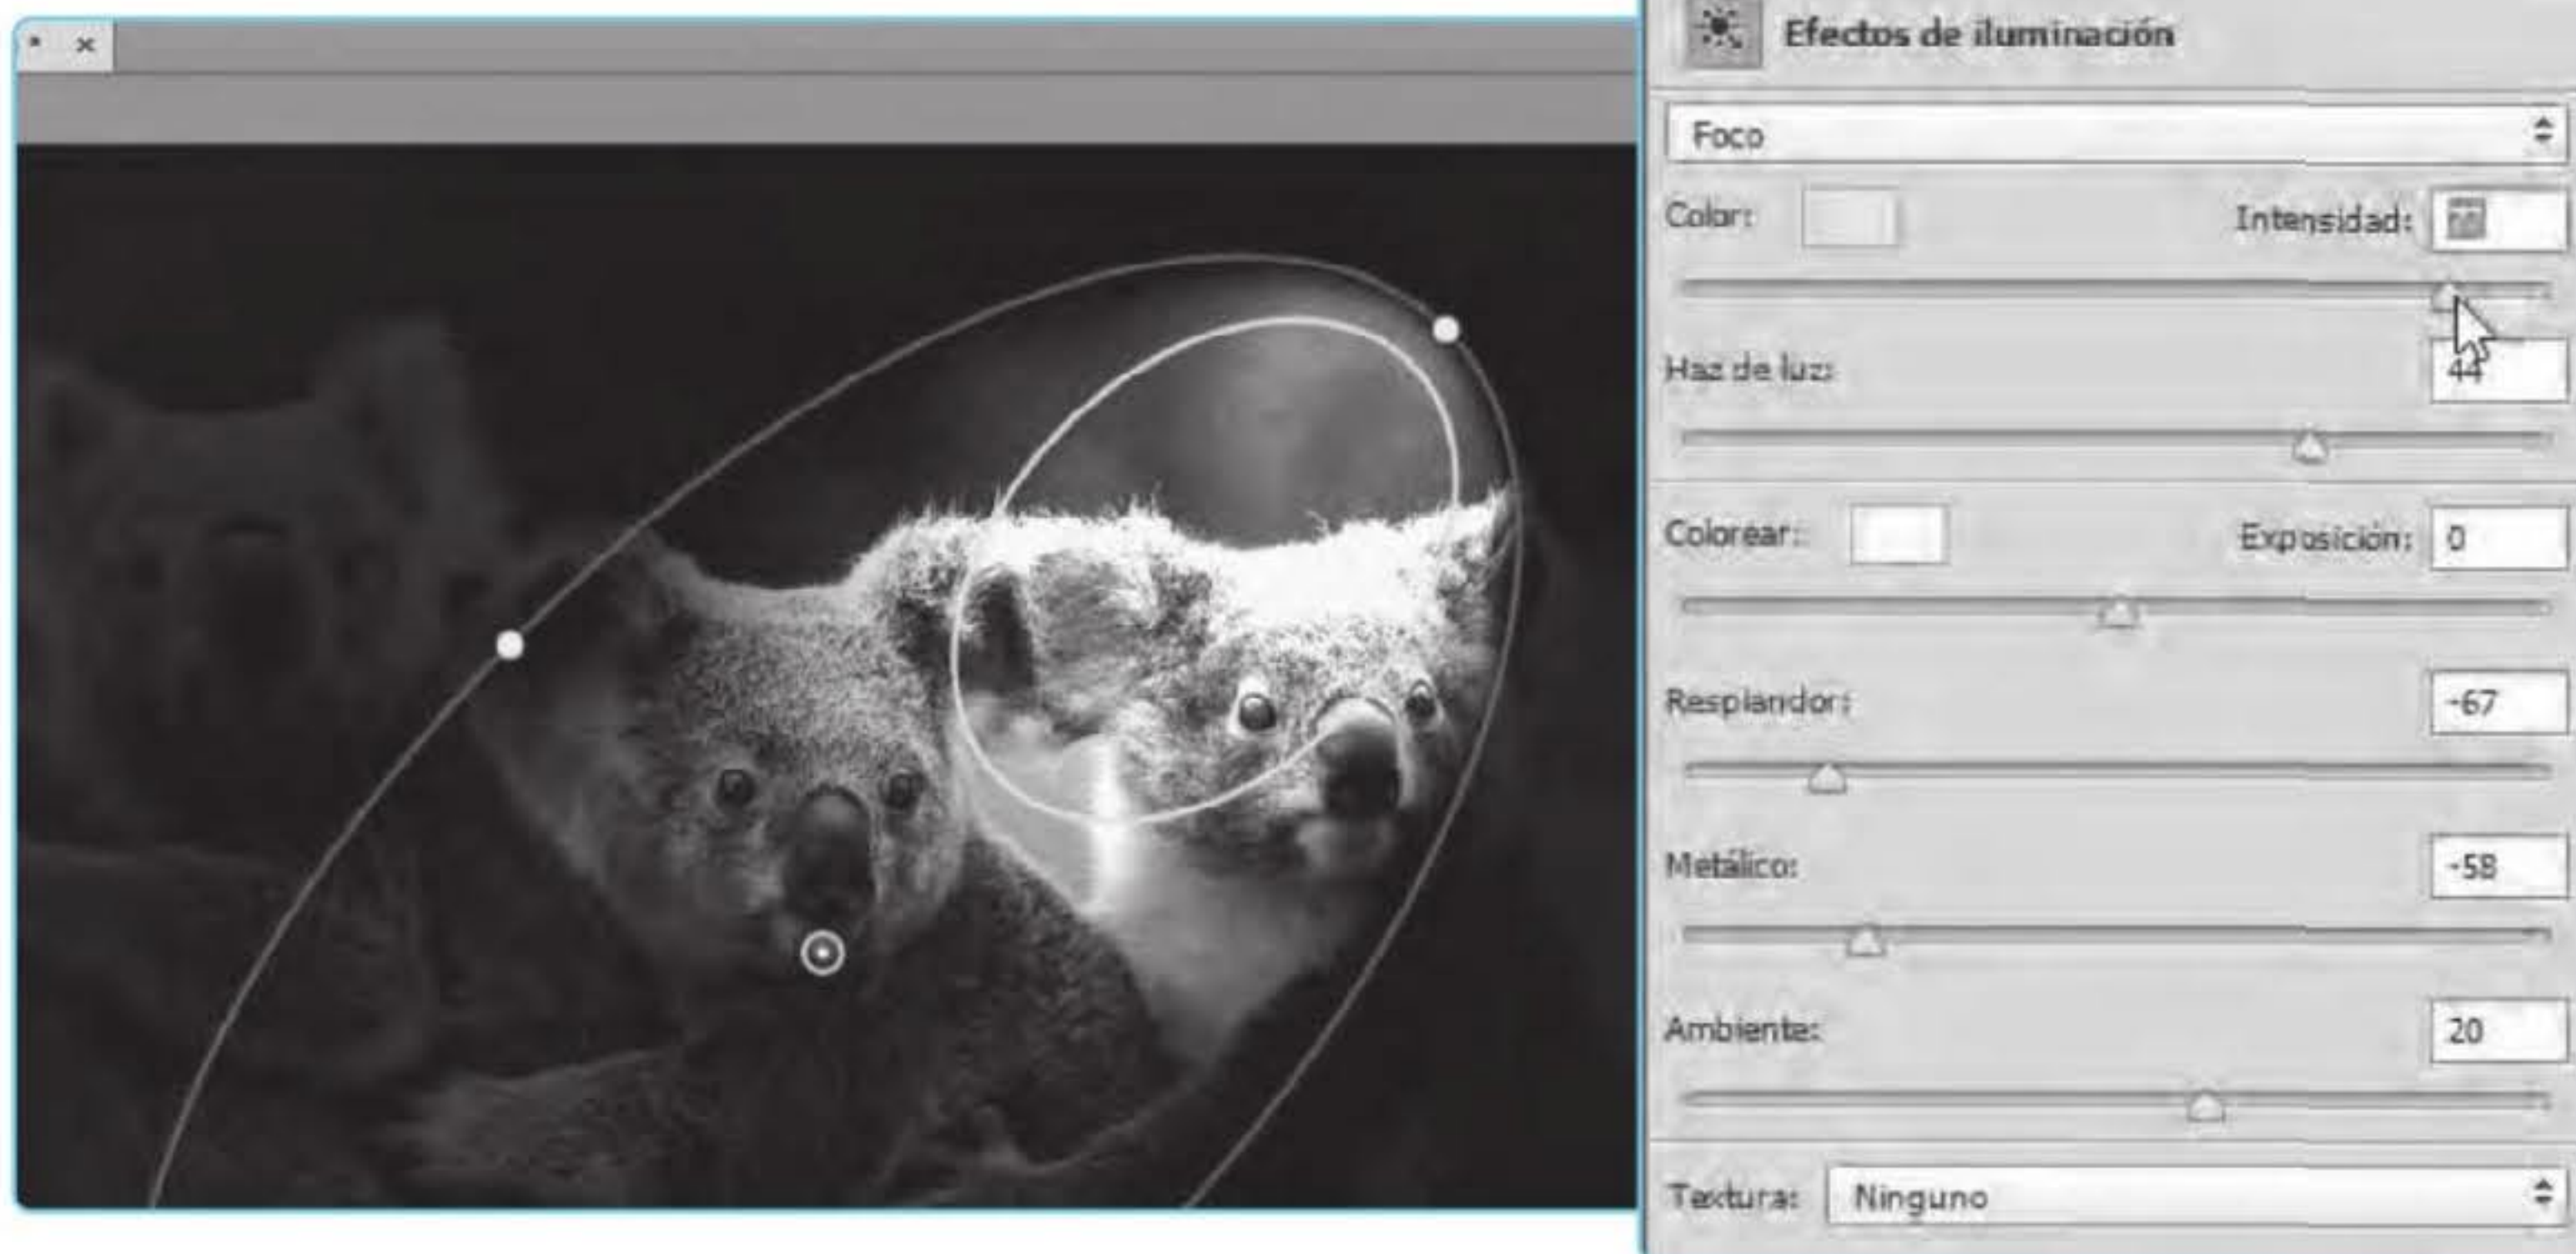 * ×
Efectos de iluminación
Foco
Color: Intensidad:
Haz de luz: 44
Colorear: Exposición: 0
Resplandor: -67
Metálico: -58
Ambiente: 20
Textura: Ninguno